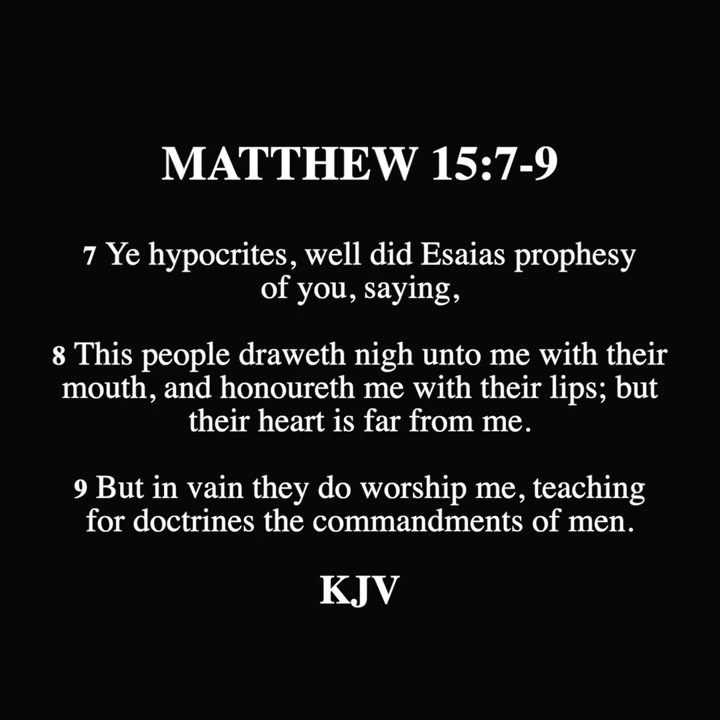 MATTHEW 15:7-9
7 Ye hypocrites, well did Esaias prophesy
of you, saying,
8 This people draweth nigh unto me with their
mouth, and honoureth me with their lips; but
their heart is far from me.
9 But in vain they do worship me, teaching
for doctrines the commandments of men.
KJV